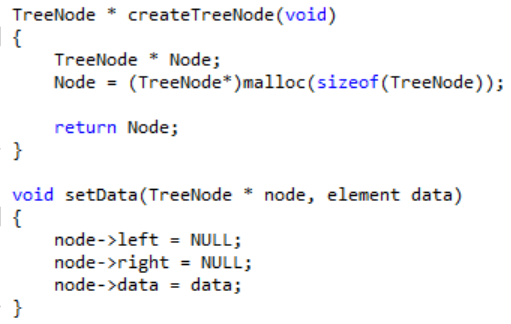 TreeNode * createTreeNode(void)
{
    TreeNode * Node;
    Node = (TreeNode*)malloc(sizeof(TreeNode));

    return Node;
}

void setData(TreeNode * node, element data)
{
    node->left = NULL;
    node->right = NULL;
    node->data = data;
}